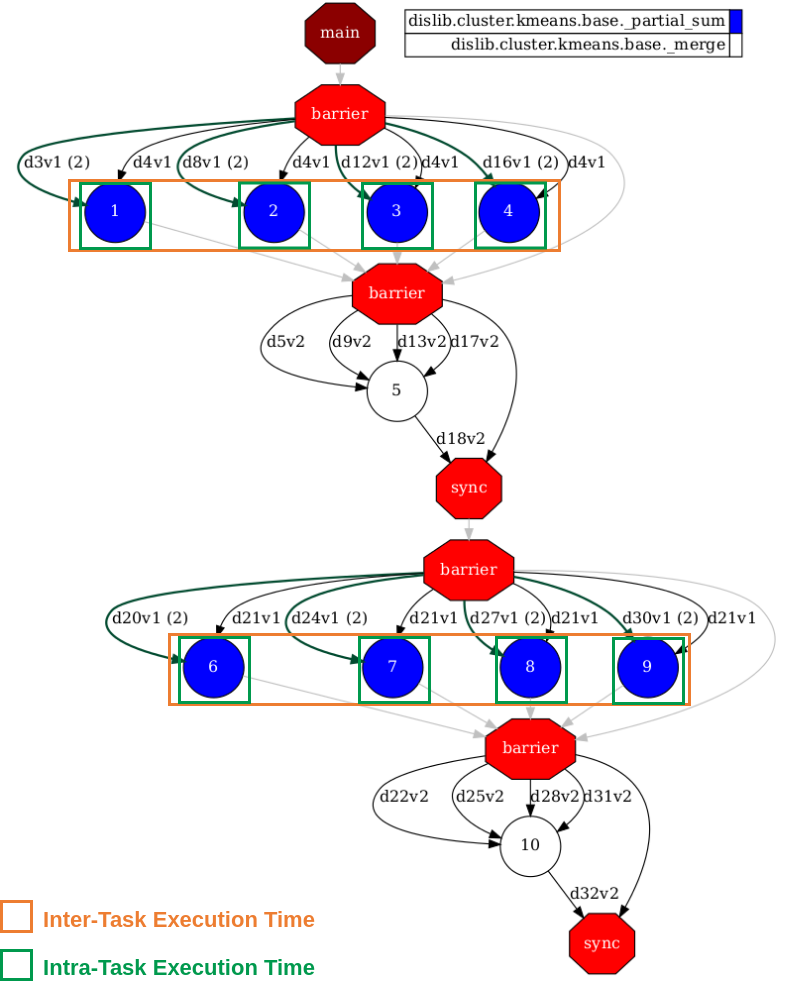 main
dislib.cluster.kmeans.base._partial_sum
dislib.cluster.kmeans.base._merge
barrier
d3v1 (2) d4v1 d8v1 (2) d4v1 d12v1 (2) d4v1 d16v1 (2) d4v1
1 2 3 4
barrier
d5v2 d9v2 d13v2 d17v2
5
d18v2
sync
barrier
d20v1 (2) d21v1 d24v1 (2) d21v1 d27v1 (2) d21v1 d30v1 (2) d21v1
6 7 8 9
barrier
d22v2 d25v2 d28v2 d31v2
10
d32v2
Inter-Task Execution Time
sync
Intra-Task Execution Time